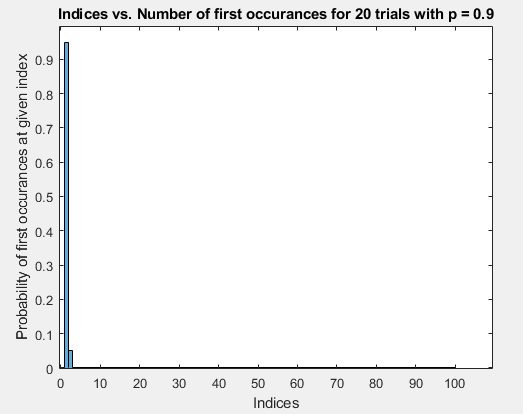 Indices vs. Number of first occurances for 20 trials with p = 0.9
Probability of first occurances at given index
0.9
0.8
0.7
0.6
0.5
0.4
0.3
0.2
0.1
0
0 10 20 30 40 50 60 70 80 90 100
Indices